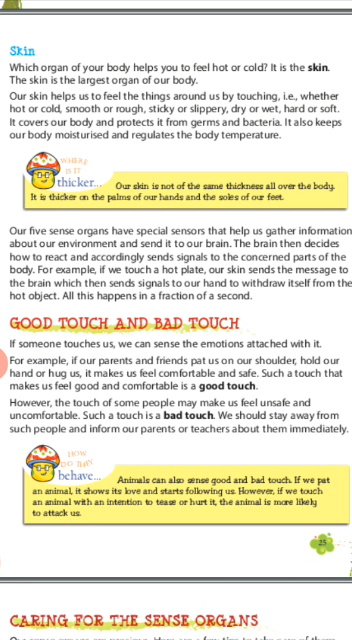 Skin
Which organ of your body helps you to feel hot or cold? It is the skin.
The skin is the largest organ of our body.
Our skin helps us to feel the things around us by touching, i.e., whether
hot or cold, smooth or rough, sticky or slippery, dry or wet, hard or soft.
It covers our body and protects it from germs and bacteria. It also keeps
our body moisturised and regulates the body temperature.
WHERE
IS IT
thicker... Our skin is not of the same thickness all over the body.
It is thicker on the palms of our hands and the soles of our feet.
Our five sense organs have special sensors that help us gather information
about our environment and send it to our brain. The brain then decides
how to react and accordingly sends signals to the concerned parts of the
body. For example, if we touch a hot plate, our skin sends the message to
the brain which then sends signals to our hand to withdraw itself from the
hot object. All this happens in a fraction of a second.
GOOD TOUCH AND BAD TOUCH
If someone touches us, we can sense the emotions attached with it.
For example, if our parents and friends pat us on our shoulder, hold our
hand or hug us, it makes us feel comfortable and safe. Such a touch that
makes us feel good and comfortable is a good touch.
However, the touch of some people may make us feel unsafe and
uncomfortable. Such a touch is a bad touch. We should stay away from
such people and inform our parents or teachers about them immediately.
HOW
DO THEY
behave... Animals can also sense good and bad touch. If we pat
an animal, it shows its love and starts following us. However, if we touch
an animal with an intention to tease or hurt it, the animal is more likely
to attack us.
25
CARING FOR THE SENSE ORGANS